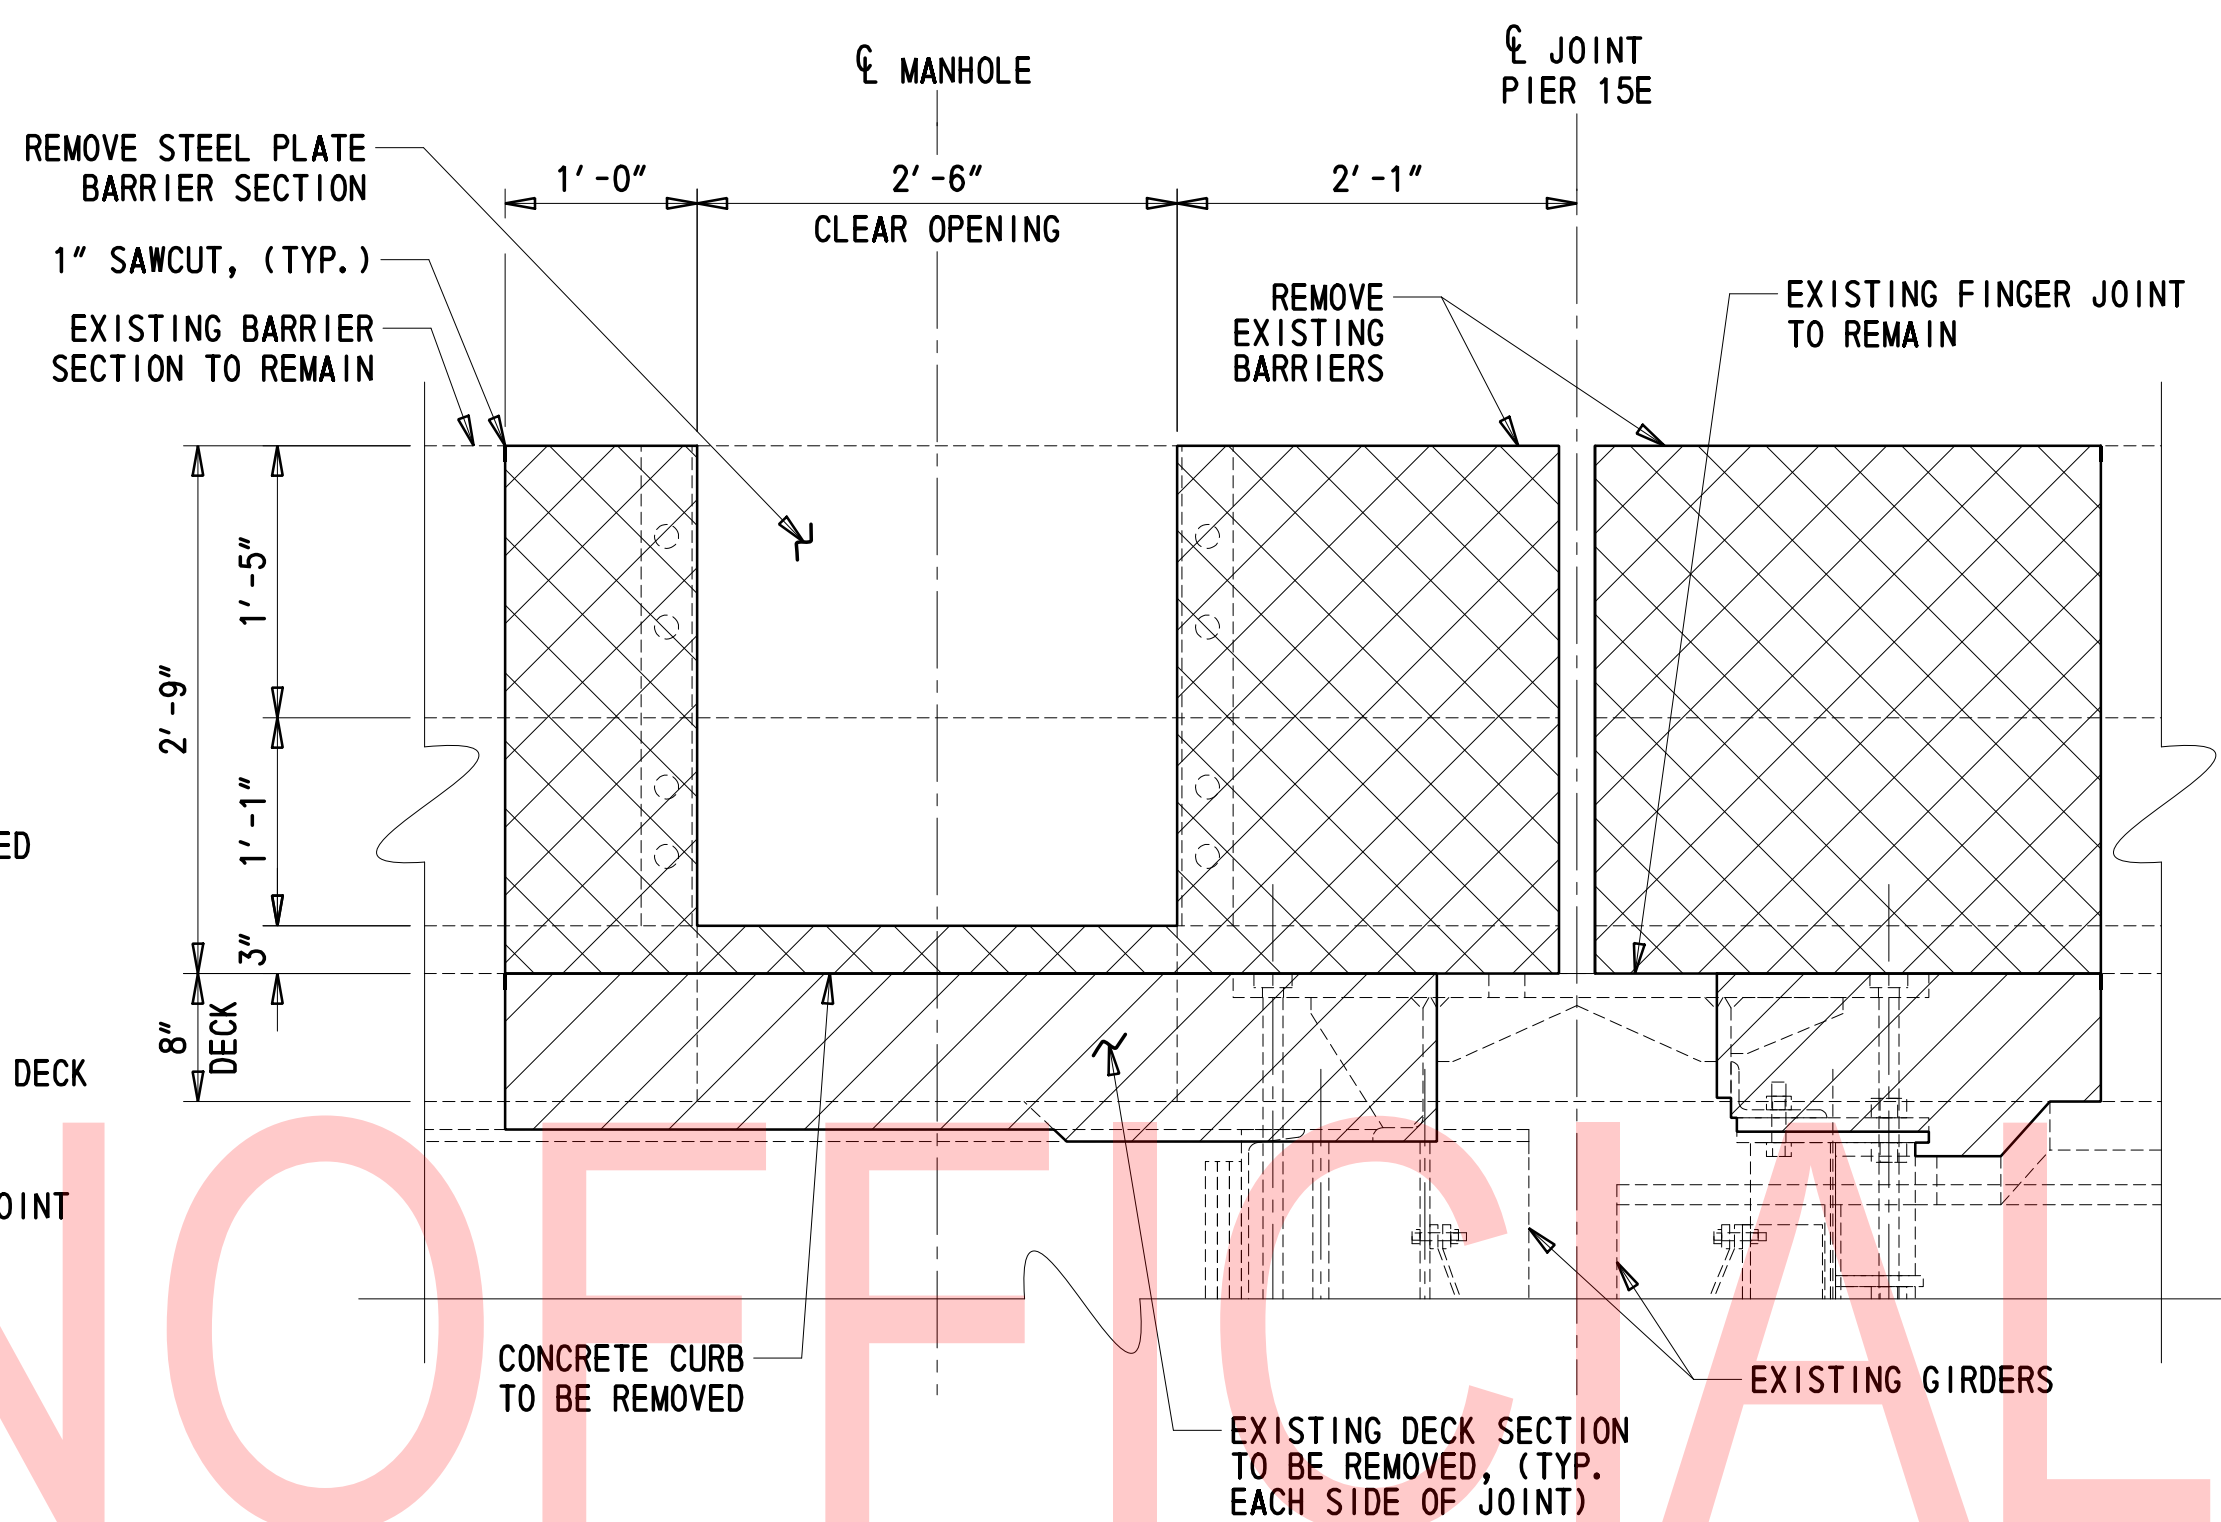 ℄ MANHOLE
℄ JOINT
PIER 15E
REMOVE STEEL PLATE
BARRIER SECTION
1'-0"
2'-6"
2'-1"
CLEAR OPENING
1" SAWCUT, (TYP.)
REMOVE
EXISTING
BARRIERS
EXISTING FINGER JOINT
TO REMAIN
EXISTING BARRIER
SECTION TO REMAIN
1'-5"
2'-9"
1'-1"
ED
3"
8"
DECK
DECK
OINT
CONCRETE CURB
TO BE REMOVED
EXISTING GIRDERS
EXISTING DECK SECTION
TO BE REMOVED, (TYP.
EACH SIDE OF JOINT)
NOFFICIAL